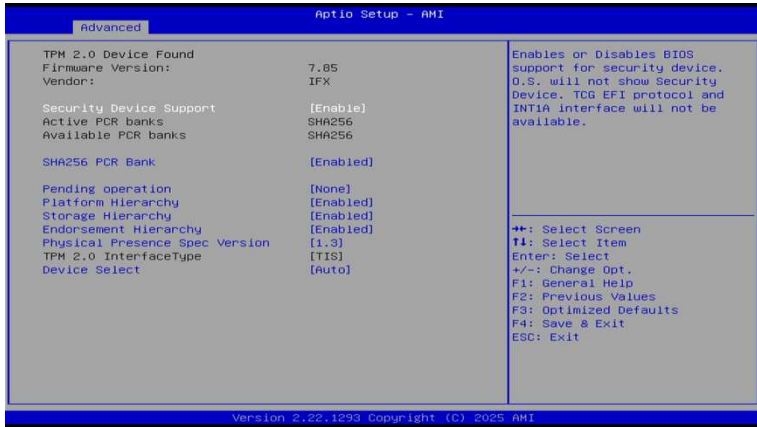 Aptio Setup - AMI
Advanced
TPM 2.0 Device Found
Firmware Version: 7.85
Vendor: IFX
Security Device Support [Enable]
Active PCR banks SHA256
Available PCR banks SHA256
SHA256 PCR Bank [Enabled]
Pending operation [None]
Platform Hierarchy [Enabled]
Storage Hierarchy [Enabled]
Endorsement Hierarchy [Enabled]
Physical Presence Spec Version [1.3]
TPM 2.0 InterfaceType [TIS]
Device Select [Auto]
Enables or Disables BIOS
support for security device.
O.S. will not show Security
Device. TCG EFI protocol and
INT1A interface will not be
available.
→←: Select Screen
↑↓: Select Item
Enter: Select
+/-: Change Opt.
F1: General Help
F2: Previous Values
F3: Optimized Defaults
F4: Save & Exit
ESC: Exit
Version 2.22.1293 Copyright (C) 2025 AMI